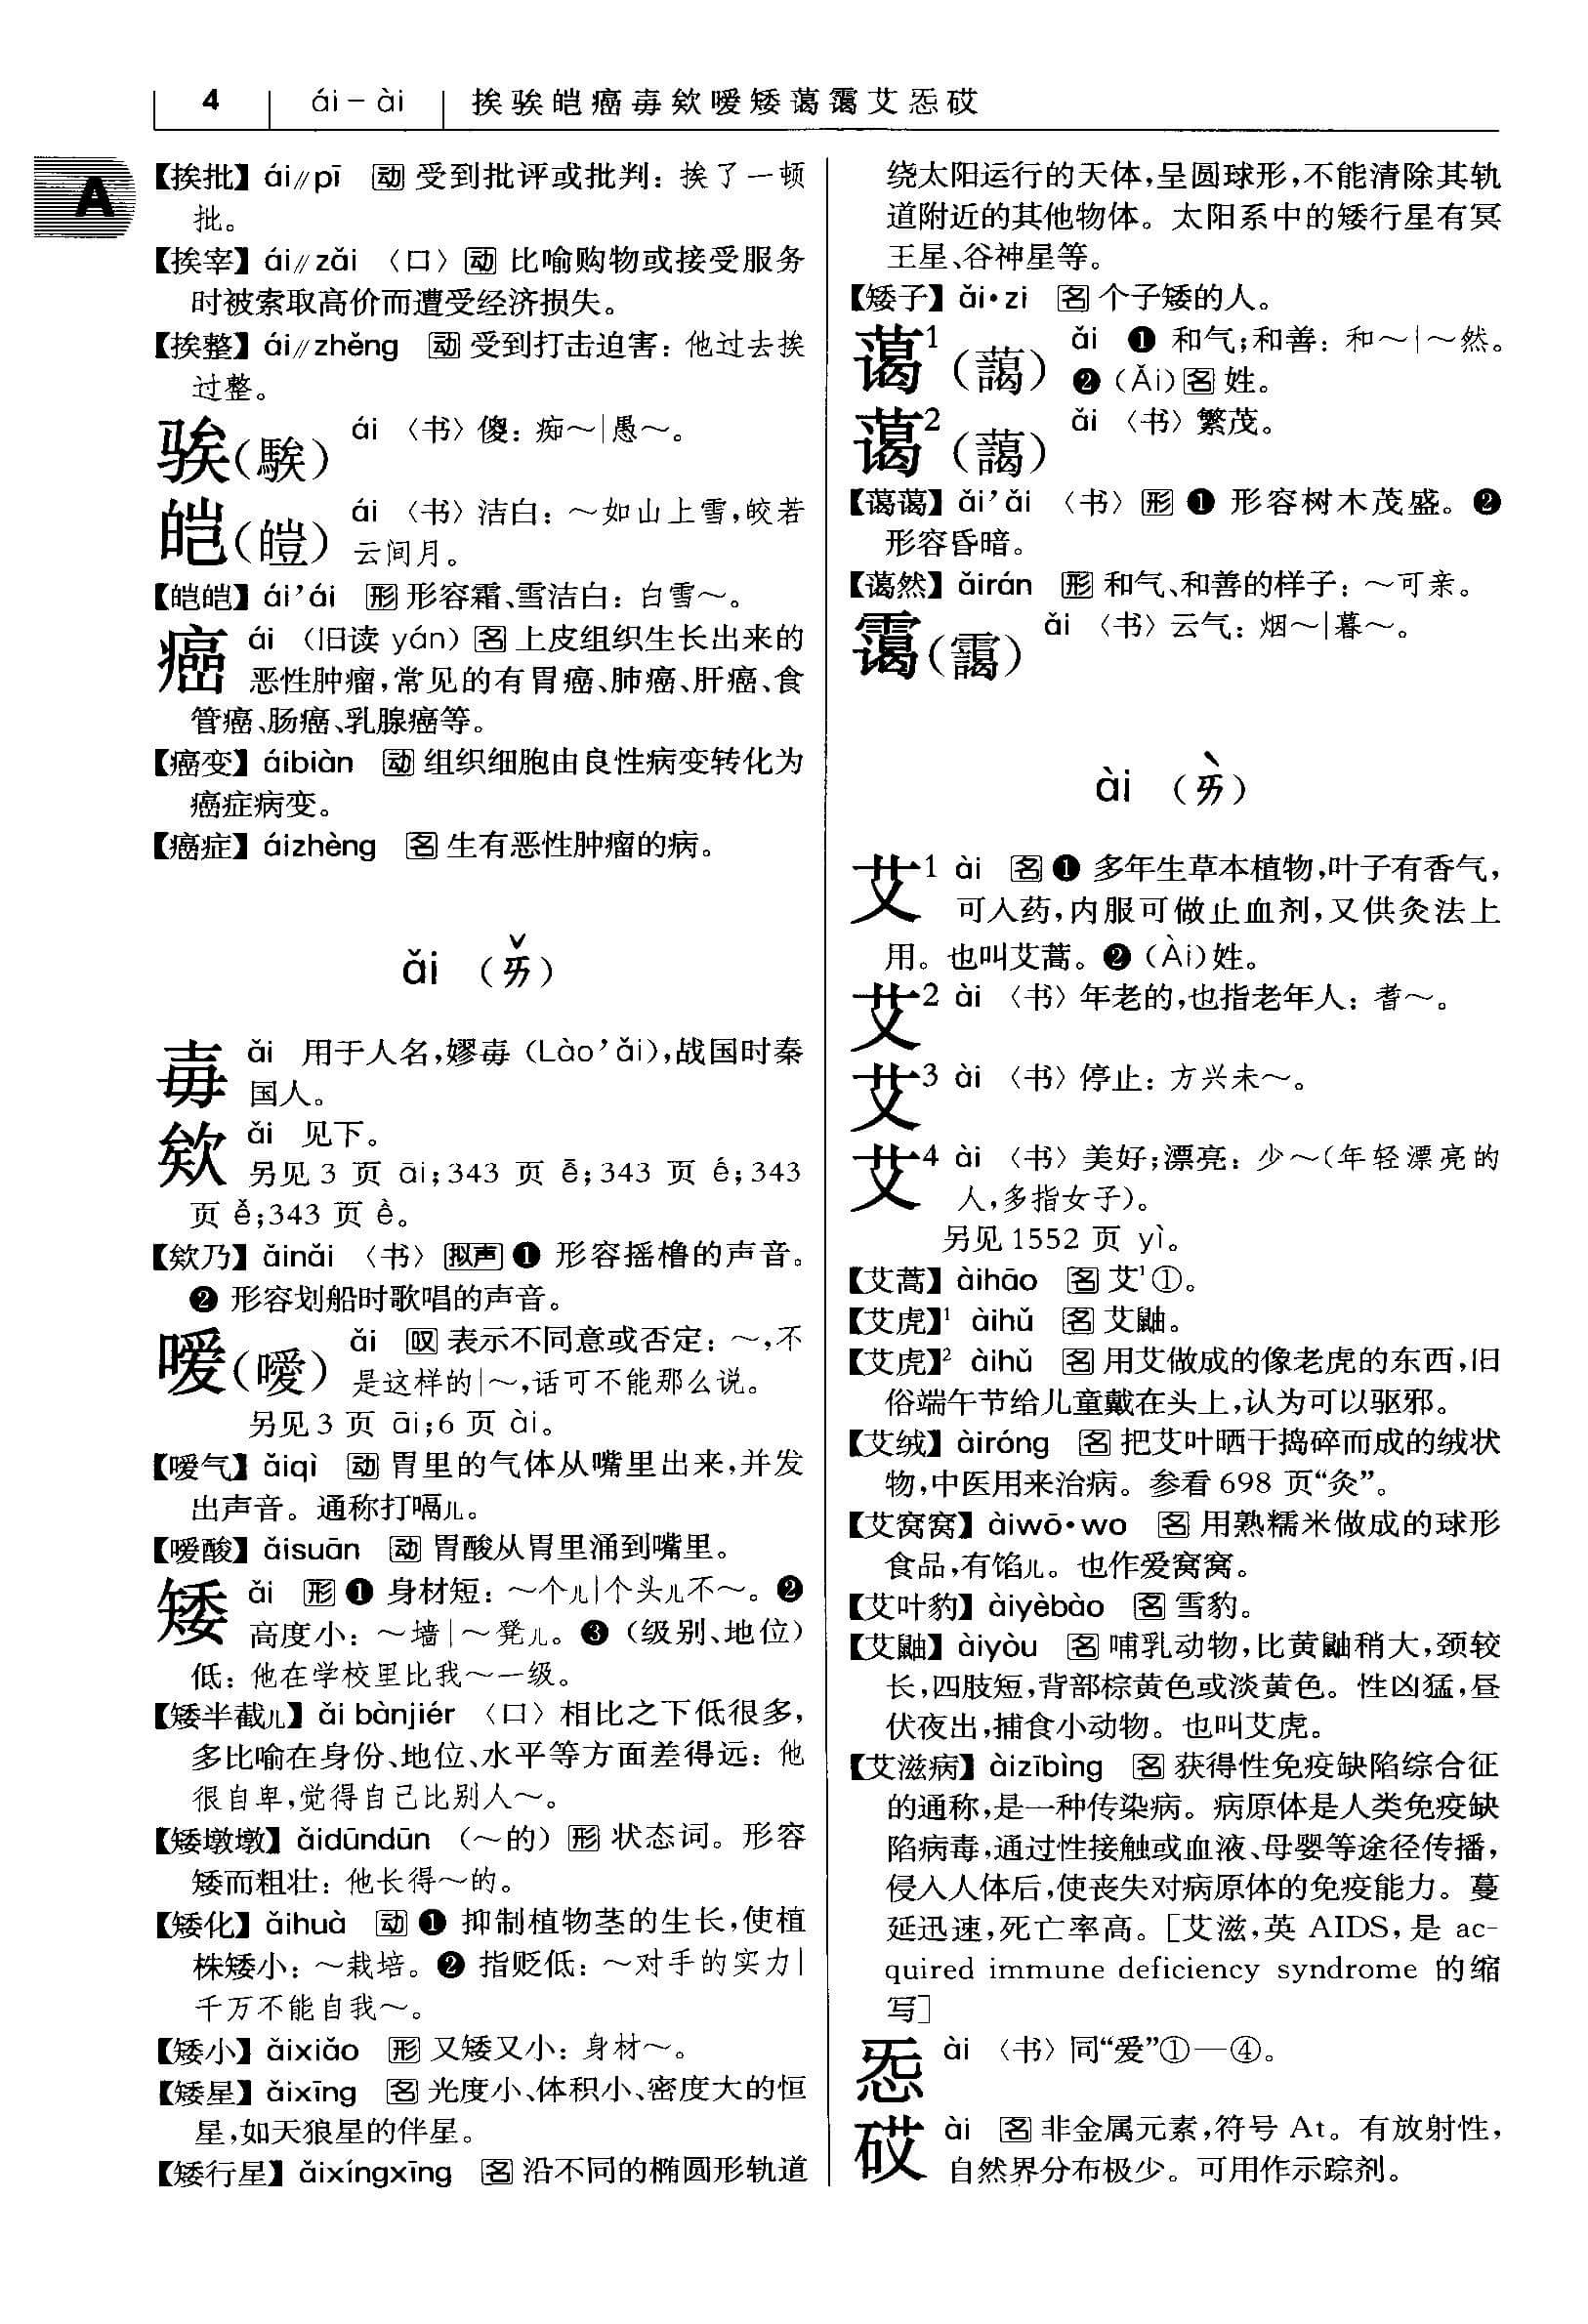 4 ái－ài 挨骏皑癌毐欸嗳矮蔼霭艾㤅砹
A
【挨批】ái∥pī 动 受到批评或批判：挨了一顿
批。
【挨宰】ái∥zǎi 〈口〉动 比喻购物或接受服务
时被索取高价而遭受经济损失。
【挨整】ái∥zhěng 动 受到打击迫害：他过去挨
过整。
𫘤（騃） ái 〈书〉傻：痴～|愚～。
皑（皚） ái 〈书〉洁白：～如山上雪，皎若
云间月。
【皑皑】ái’ái 形 形容霜、雪洁白：白雪～。
癌 ái （旧读 yán）名 上皮组织生长出来的
恶性肿瘤，常见的有胃癌、肺癌、肝癌、食
管癌、肠癌、乳腺癌等。
【癌变】áibiàn 动 组织细胞由良性病变转化为
癌症病变。
【癌症】áizhèng 名 生有恶性肿瘤的病。
ǎi （ㄞˇ）
毐 ǎi 用于人名，嫪毐（Lào’ǎi），战国时秦
国人。
欸 ǎi 见下。
另见 3 页 āi；343 页 ê̄；343 页 ế；343
页 ê̌；343 页 ề。
【欸乃】ǎinǎi 〈书〉拟声 ❶ 形容摇橹的声音。
❷ 形容划船时歌唱的声音。
嗳（噯） ǎi 叹 表示不同意或否定：～，不
是这样的|～，话可不能那么说。
另见 3 页 āi；6 页 ài。
【嗳气】ǎiqì 动 胃里的气体从嘴里出来，并发
出声音。通称打嗝儿。
【嗳酸】ǎisuān 动 胃酸从胃里涌到嘴里。
矮 ǎi 形 ❶ 身材短：～个儿|个头儿不～。❷
高度小：～墙|～凳儿。❸（级别、地位）
低：他在学校里比我～一级。
【矮半截儿】ǎi bànjiér 〈口〉相比之下低很多，
多比喻在身份、地位、水平等方面差得远：他
很自卑，觉得自己比别人～。
【矮墩墩】ǎidūndūn （～的）形 状态词。形容
矮而粗壮：他长得～的。
【矮化】ǎihuà 动 ❶ 抑制植物茎的生长，使植
株矮小：～栽培。❷ 指贬低：～对手的实力|
千万不能自我～。
【矮小】ǎixiǎo 形 又矮又小：身材～。
【矮星】ǎixīng 名 光度小、体积小、密度大的恒
星，如天狼星的伴星。
【矮行星】ǎixíngxīng 名 沿不同的椭圆形轨道
绕太阳运行的天体，呈圆球形，不能清除其轨
道附近的其他物体。太阳系中的矮行星有冥
王星、谷神星等。
【矮子】ǎi·zi 名 个子矮的人。
蔼¹（藹） ǎi ❶ 和气；和善：和～|～然。
❷（Ǎi）名 姓。
蔼²（藹） ǎi 〈书〉繁茂。
【蔼蔼】ǎi’ǎi 〈书〉形 ❶ 形容树木茂盛。❷
形容昏暗。
【蔼然】ǎirán 形 和气、和善的样子：～可亲。
霭（靄） ǎi 〈书〉云气：烟～|暮～。
ài （ㄞˋ）
艾¹ ài 名 ❶ 多年生草本植物，叶子有香气，
可入药，内服可做止血剂，又供灸法上
用。也叫艾蒿。❷（Ài）姓。
艾² ài 〈书〉年老的，也指老年人：耆～。
艾³ ài 〈书〉停止：方兴未～。
艾⁴ ài 〈书〉美好；漂亮：少～（年轻漂亮的
人，多指女子）。
另见 1552 页 yì。
【艾蒿】àihāo 名 艾¹①。
【艾虎】¹ àihǔ 名 艾鼬。
【艾虎】² àihǔ 名 用艾做成的像老虎的东西，旧
俗端午节给儿童戴在头上，认为可以驱邪。
【艾绒】àiróng 名 把艾叶晒干捣碎而成的绒状
物，中医用来治病。参看 698 页“灸”。
【艾窝窝】àiwō·wo 名 用熟糯米做成的球形
食品，有馅儿。也作爱窝窝。
【艾叶豹】àiyèbào 名 雪豹。
【艾鼬】àiyòu 名 哺乳动物，比黄鼬稍大，颈较
长，四肢短，背部棕黄色或淡黄色。性凶猛，昼
伏夜出，捕食小动物。也叫艾虎。
【艾滋病】àizībìng 名 获得性免疫缺陷综合征
的通称，是一种传染病。病原体是人类免疫缺
陷病毒，通过性接触或血液、母婴等途径传播，
侵入人体后，使丧失对病原体的免疫能力。蔓
延迅速，死亡率高。［艾滋，英 AIDS，是 ac-
quired immune deficiency syndrome 的缩
写］
㤅 ài 〈书〉同“爱”①—④。
砹 ài 名 非金属元素，符号 At。有放射性，
自然界分布极少。可用作示踪剂。